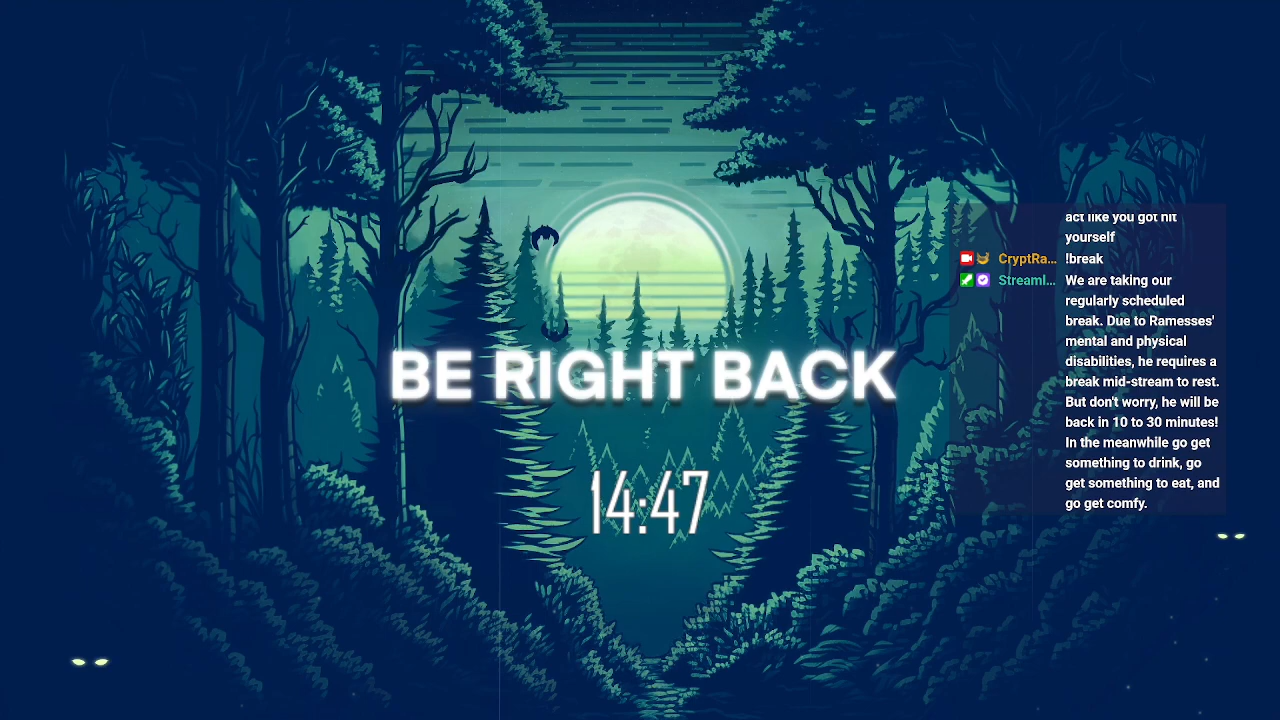 act like you got hit
yourself
CryptRa... !break
Streaml... We are taking our
regularly scheduled
break. Due to Ramesses'
mental and physical
disabilities, he requires a
break mid-stream to rest.
But don't worry, he will be
back in 10 to 30 minutes!
In the meanwhile go get
something to drink, go
get something to eat, and
go get comfy.
BE RIGHT BACK
14:47